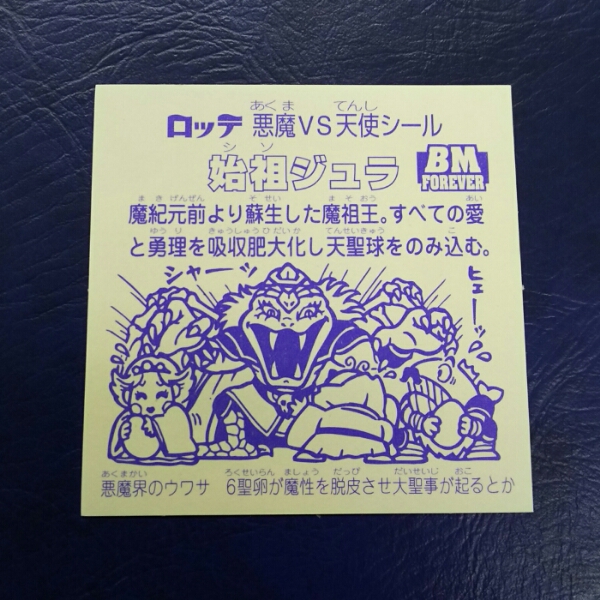 あくま てんし
ロッテ 悪魔VS天使シール
シソ
始祖ジュラ BM FOREVER
まきげんぜん そせい まそおう あい
魔紀元前より蘇生した魔祖王。すべての愛
ゆうり きゅうしゅうひだいか てんせいきゅう こ
と勇理を吸収肥大化し天聖球をのみ込む。
シャーッ ヒューッ
あくまかい ろくせいらん ましょう だっぴ だいせいじ おこ
悪魔界のウワサ 6聖卵が魔性を脱皮させ大聖事が起るとか